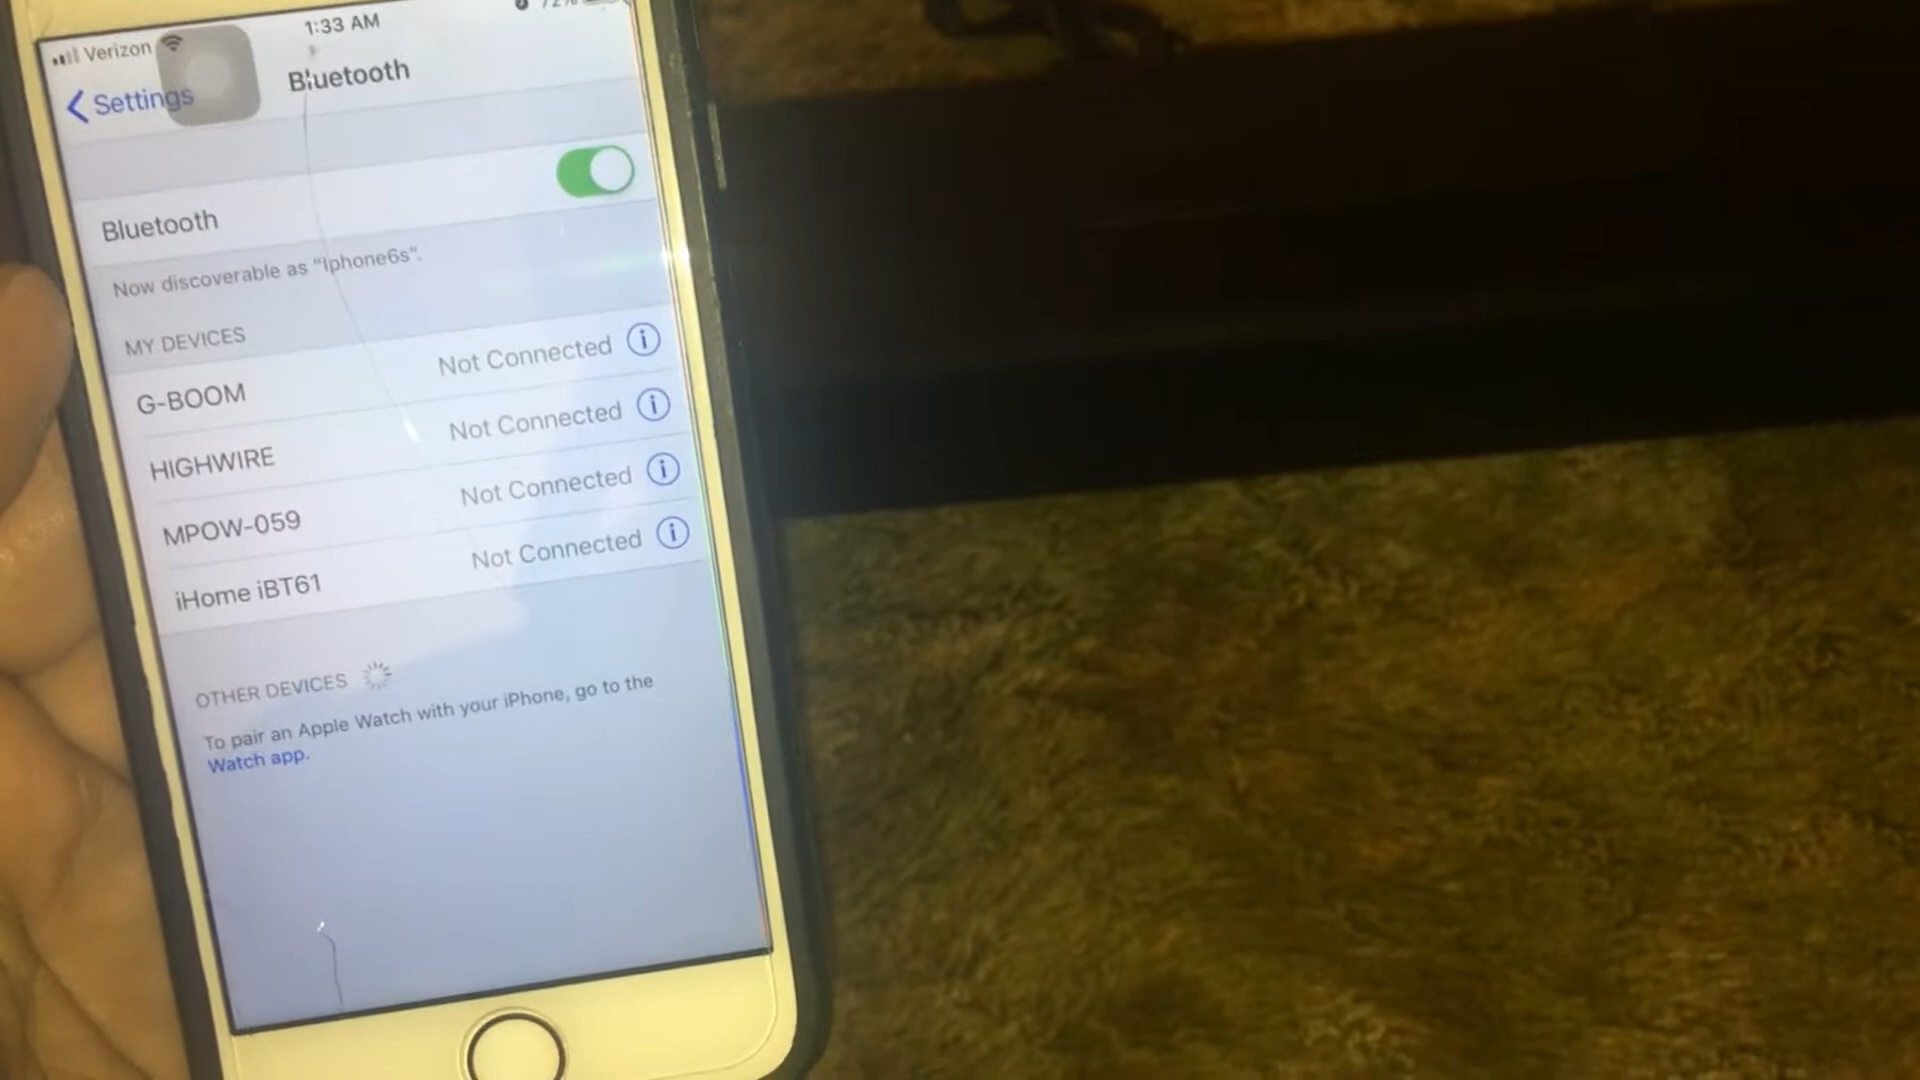 Verizon 1:33 AM 72%
Settings Bluetooth
Bluetooth
Now discoverable as "Iphone6s".
MY DEVICES
G-BOOM Not Connected
HIGHWIRE Not Connected
MPOW-059 Not Connected
iHome iBT61 Not Connected
OTHER DEVICES
To pair an Apple Watch with your iPhone, go to the
Watch app.